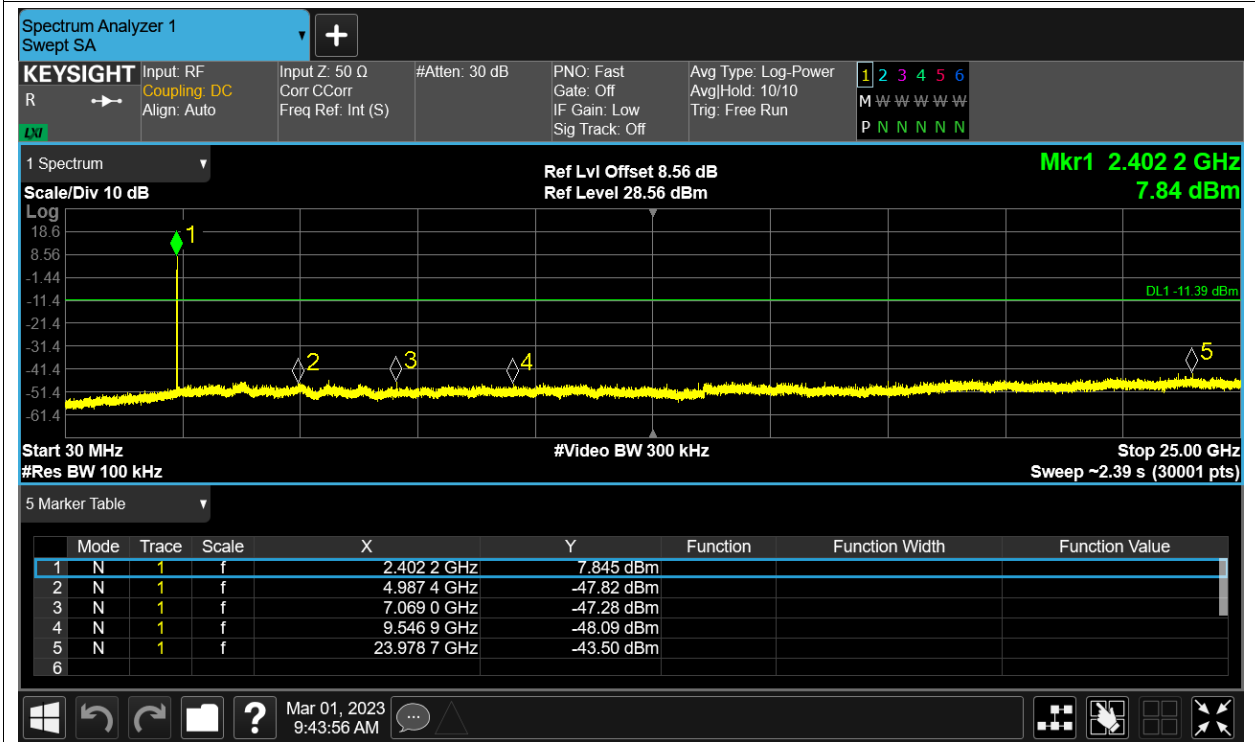 Spectrum Analyzer 1
Swept SA
+
KEYSIGHT Input: RF Input Z: 50 Ω #Atten: 30 dB PNO: Fast Avg Type: Log-Power 1 2 3 4 5 6
R Coupling: DC Corr CCorr Gate: Off Avg|Hold: 10/10 M W W W W W
Align: Auto Freq Ref: Int (S) IF Gain: Low Trig: Free Run
LXI Sig Track: Off P N N N N N
1 Spectrum Ref Lvl Offset 8.56 dB Mkr1 2.402 2 GHz
Scale/Div 10 dB Ref Level 28.56 dBm 7.84 dBm
Log
18.6 1
8.56
-1.44
-11.4 DL1 -11.39 dBm
-21.4
-31.4
-41.4 2 3 4 5
-51.4
-61.4
Start 30 MHz #Video BW 300 kHz Stop 25.00 GHz
#Res BW 100 kHz Sweep ~2.39 s (30001 pts)
5 Marker Table
Mode Trace Scale X Y Function Function Width Function Value
1 N 1 f 2.402 2 GHz 7.845 dBm
2 N 1 f 4.987 4 GHz -47.82 dBm
3 N 1 f 7.069 0 GHz -47.28 dBm
4 N 1 f 9.546 9 GHz -48.09 dBm
5 N 1 f 23.978 7 GHz -43.50 dBm
6
? Mar 01, 2023
9:43:56 AM